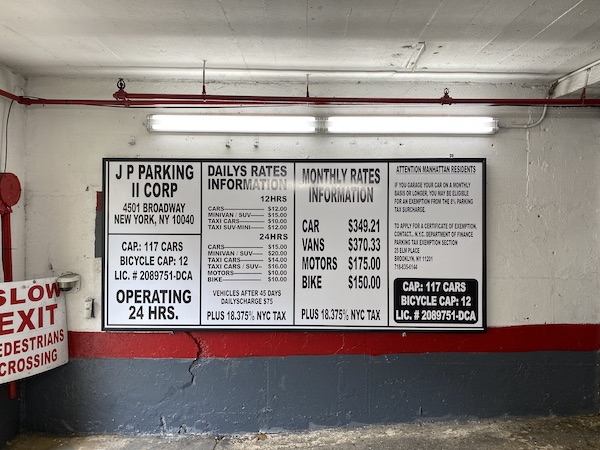 J P PARKING
II CORP
4501 BROADWAY
NEW YORK, NY 10040
CAP.: 117 CARS
BICYCLE CAP: 12
LIC. # 2089751-DCA
OPERATING
24 HRS.
DAILYS RATES
INFORMATION
12HRS
CARS $12.00
MINIVAN / SUV $15.00
TAXI CARS $10.00
TAXI SUV-MINI $12.00
24HRS
CARS $15.00
MINIVAN / SUV $20.00
TAXI CARS $14.00
TAXI CARS / SUV $16.00
MOTORS $10.00
BIKE $10.00
VEHICLES AFTER 45 DAYS
DAILYSCHARGE $75
PLUS 18.375% NYC TAX
MONTHLY RATES
INFORMATION
CAR $349.21
VANS $370.33
MOTORS $175.00
BIKE $150.00
PLUS 18.375% NYC TAX
ATTENTION MANHATTAN RESIDENTS
IF YOU GARAGE YOUR CAR ON A MONTHLY
BASIS OR LONGER, YOU MAY BE ELIGIBLE
FOR AN EXEMPTION FROM THE 8% PARKING
TAX SURCHARGE.
TO APPLY FOR A CERTIFICATE OF EXEMPTION,
CONTACT.. N.Y.C. DEPARTMENT OF FINANCE
PARKING TAX EXEMPTION SECTION
25 ELM PLACE
BROOKLYN, NY 11201
718-935-6144
CAP.: 117 CARS
BICYCLE CAP: 12
LIC. # 2089751-DCA
SLOW
EXIT
PEDESTRIANS
CROSSING